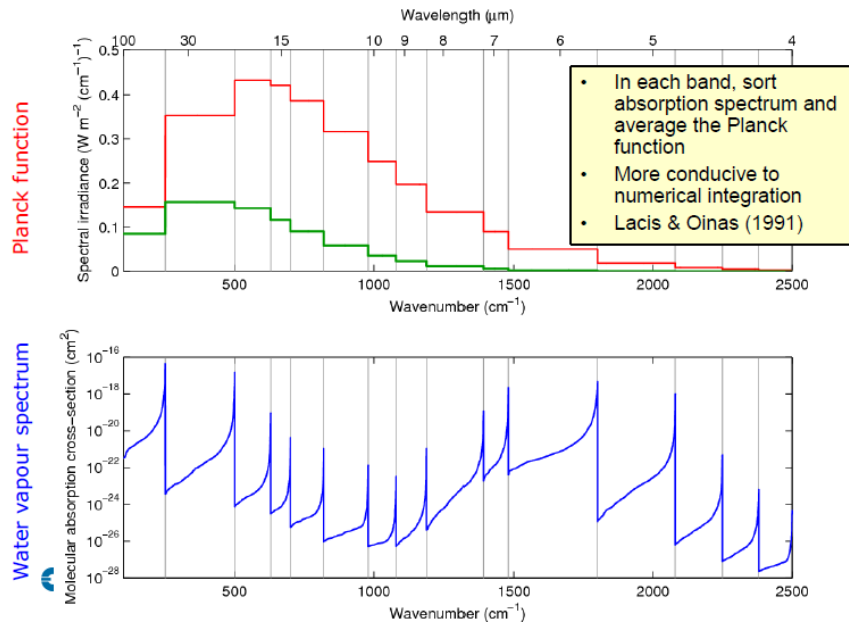 Wavelength (μm)
100 30 15 10 9 8 7 6 5 4
Planck function
Spectral irradiance (W m⁻² (cm⁻¹)⁻¹)
0.5
0.4
0.3
0.2
0.1
0
500 1000 1500 2000 2500
Wavenumber (cm⁻¹)
• In each band, sort
absorption spectrum and
average the Planck
function
• More conducive to
numerical integration
• Lacis & Oinas (1991)
Water vapour spectrum
Molecular absorption cross-section (cm²)
10⁻¹⁶
10⁻¹⁸
10⁻²⁰
10⁻²²
10⁻²⁴
10⁻²⁶
10⁻²⁸
500 1000 1500 2000 2500
Wavenumber (cm⁻¹)